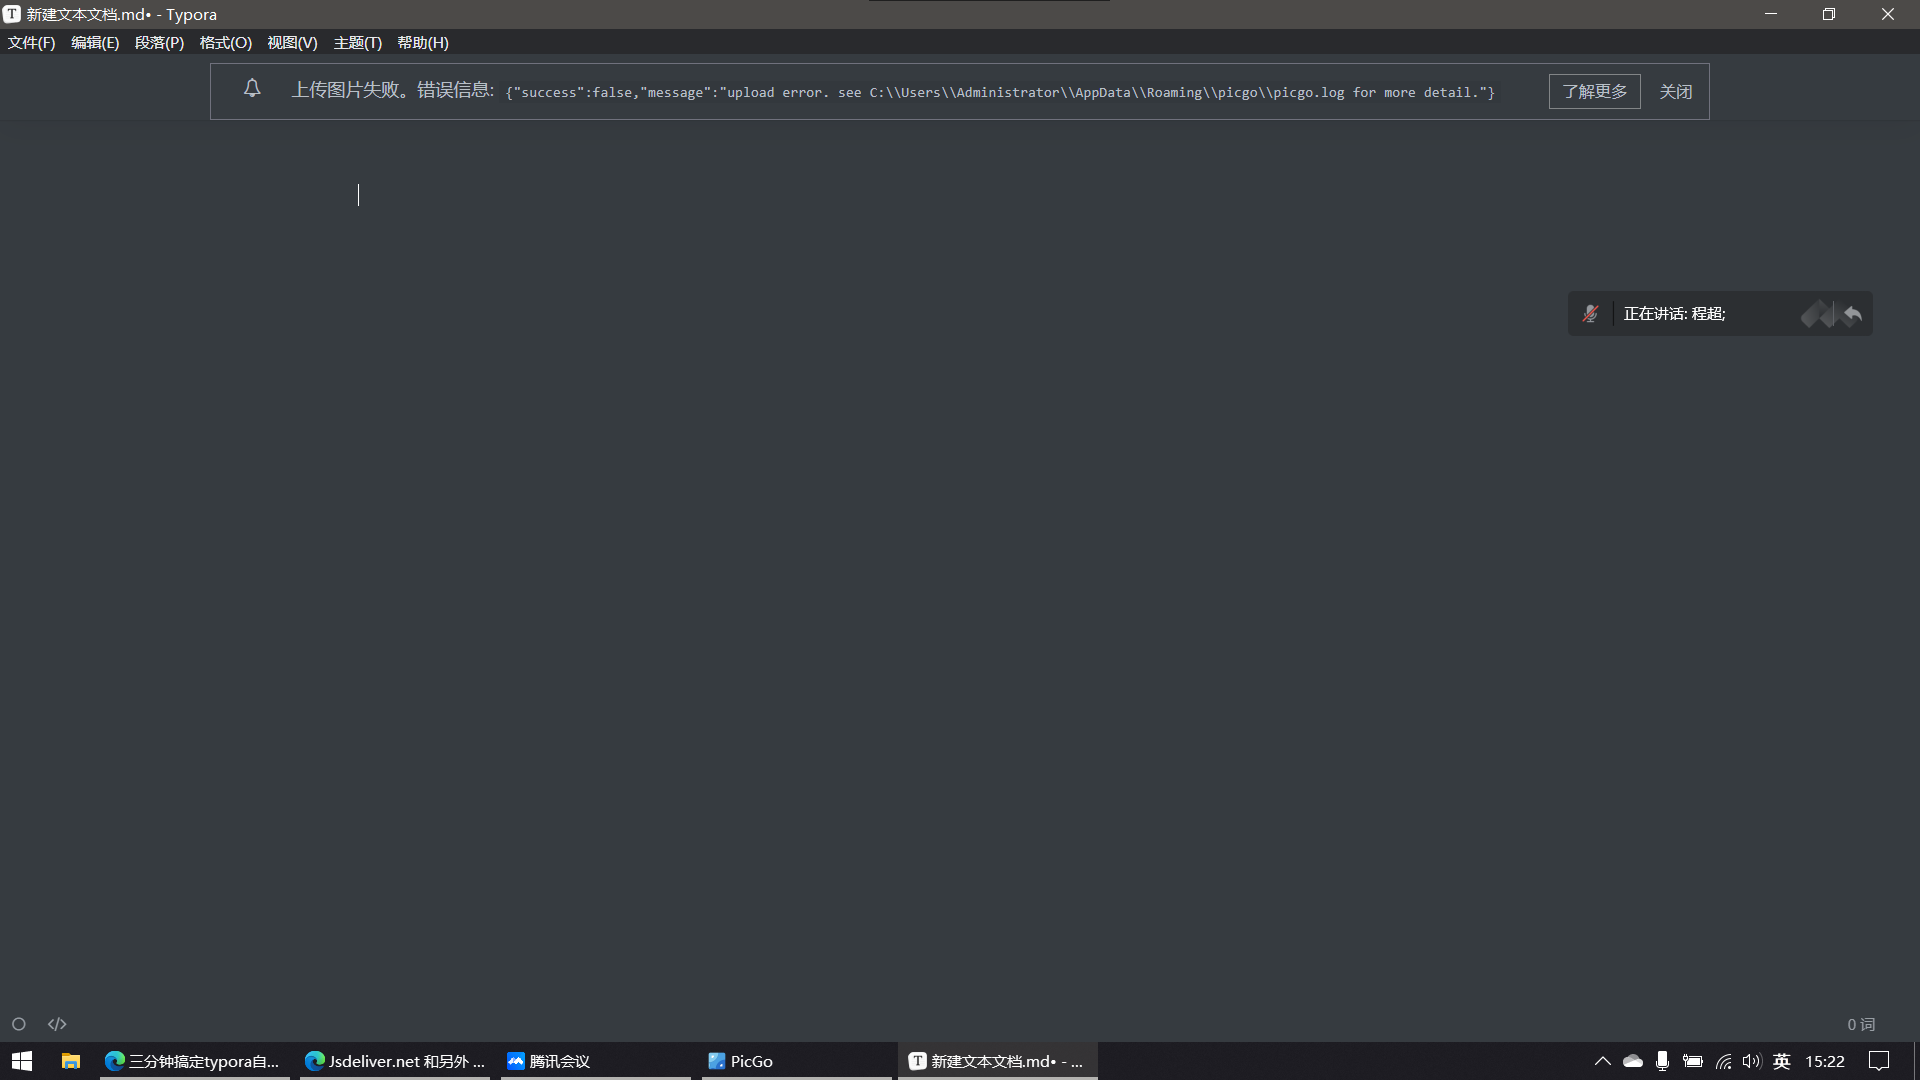 新建文本文档.md• - Typora
文件(F) 编辑(E) 段落(P) 格式(O) 视图(V) 主题(T) 帮助(H)
上传图片失败。错误信息: {"success":false,"message":"upload error. see C:\\Users\\Administrator\\AppData\\Roaming\\picgo\\picgo.log for more detail."} 了解更多 关闭
正在讲话: 程超;
</> 0 词
三分钟搞定typora自... Jsdeliver.net 和另外 ... 腾讯会议 PicGo 新建文本文档.md• - ... 英 15:22